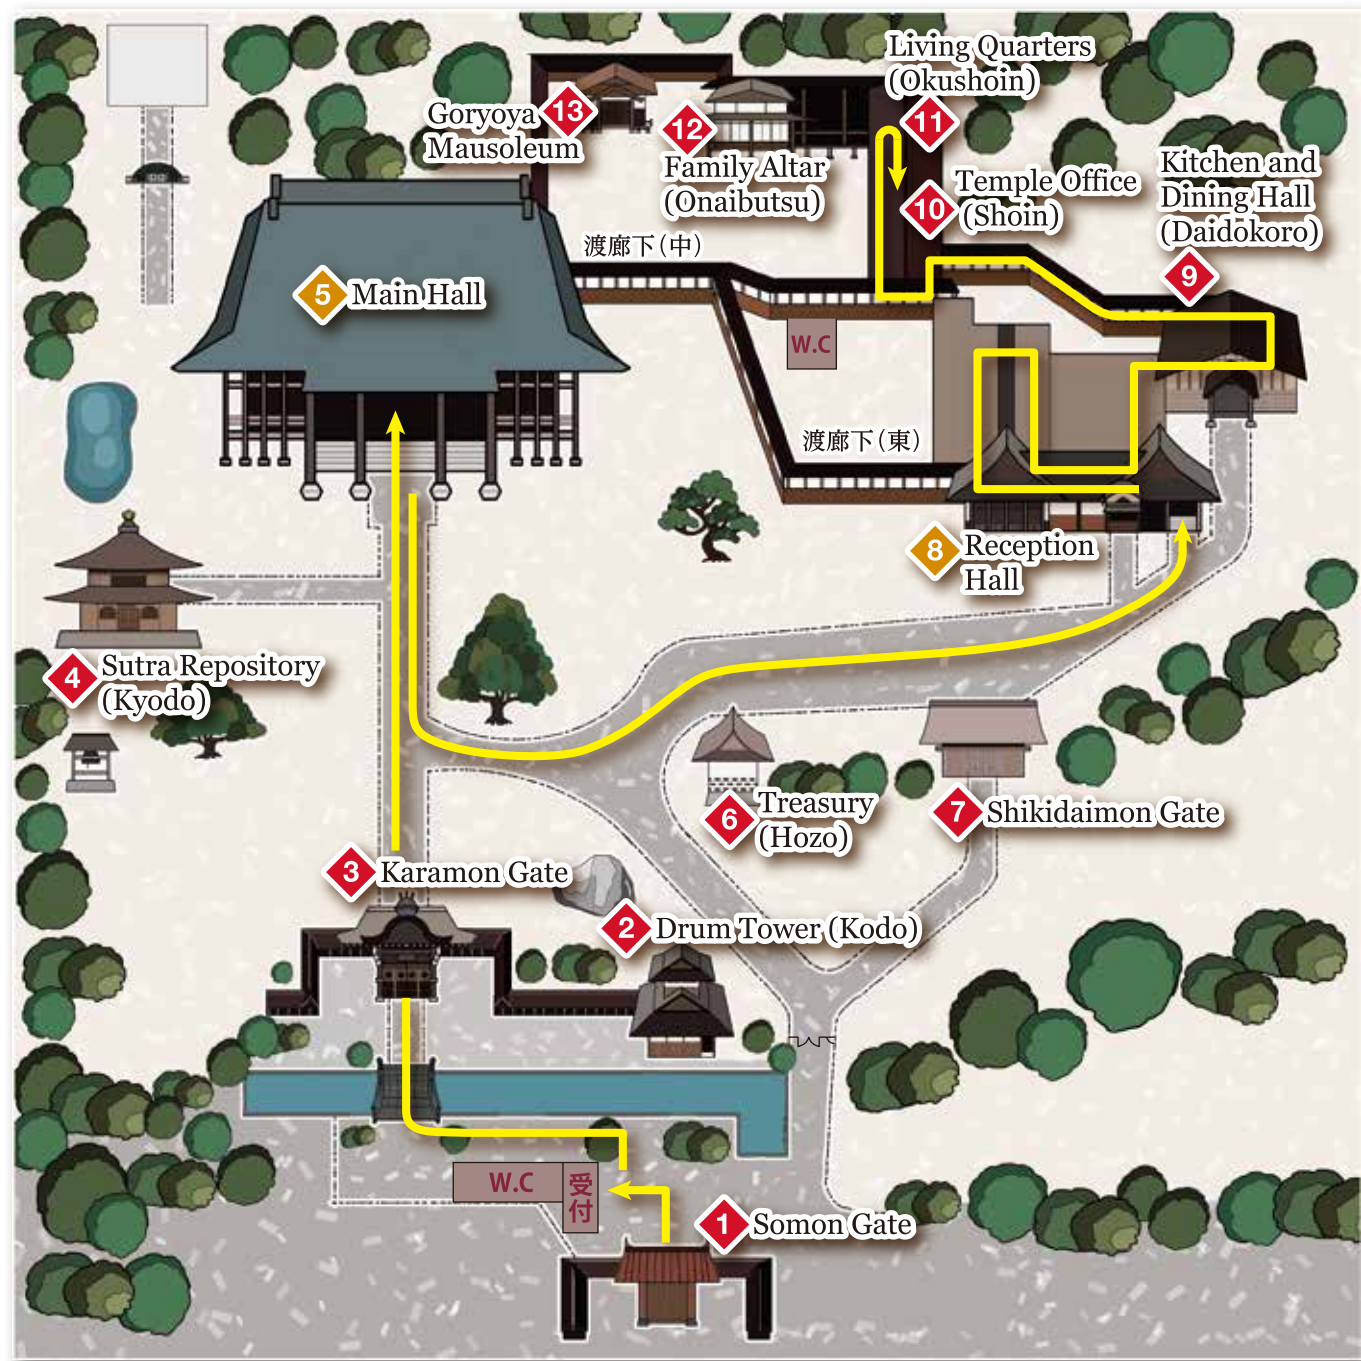 Living Quarters
(Okushoin)
11
13
Goryoya
Mausoleum
12
Family Altar
(Onaibutsu)
Kitchen and
Dining Hall
(Daidokoro)
9
10
Temple Office
(Shoin)
渡廊下（中）
5
Main Hall
W.C
渡廊下（東）
8
Reception
Hall
4
Sutra Repository
(Kyodo)
6
Treasury
(Hozo)
7
Shikidaimon Gate
3
Karamon Gate
2
Drum Tower (Kodo)
W.C
受付
1
Somon Gate